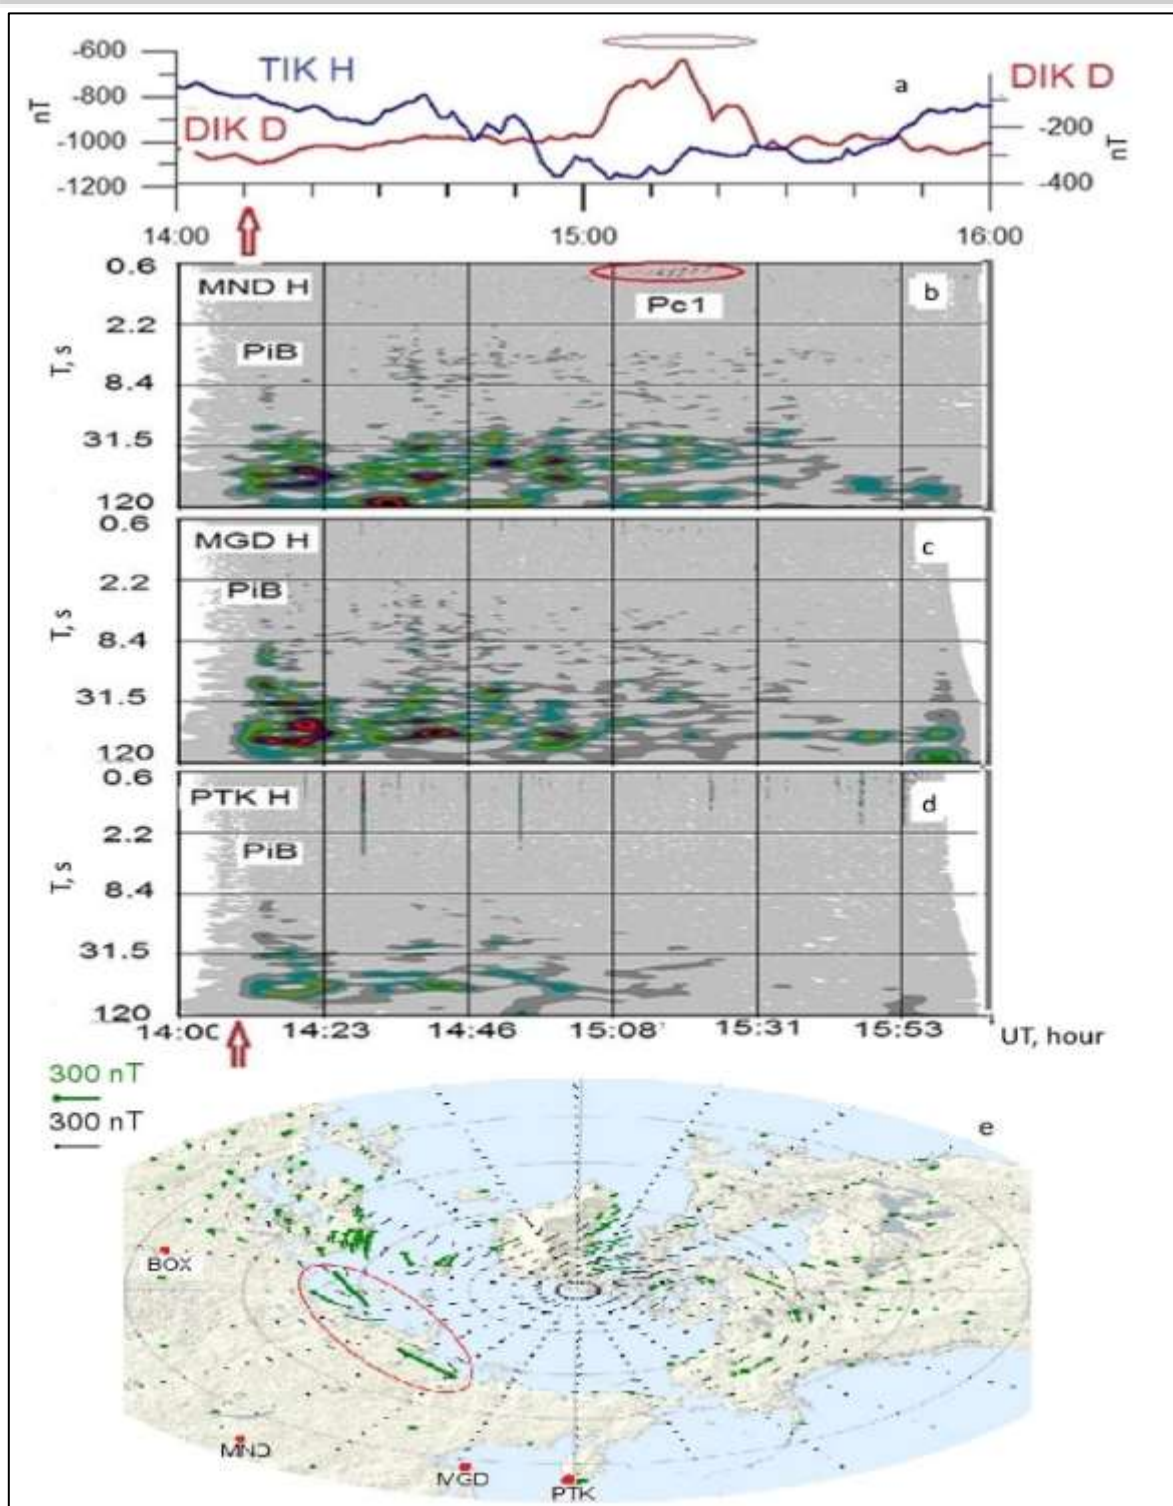 -600
TIK H
DIK D
-800
a
nT
DIK D
-200
-1000
nT
-1200
-400
14:00
15:00
16:00
0.6
MND H
b
Pc1
2.2
PiB
T, s
8.4
31.5
120
0.6
MGD H
c
2.2
PiB
T, s
8.4
31.5
120
0.6
PTK H
d
2.2
PiB
T, s
8.4
31.5
120
14:00 14:23 14:46 15:08 15:31 15:53 UT, hour
300 nT
300 nT
e
BOX
MND
MGD
PTK